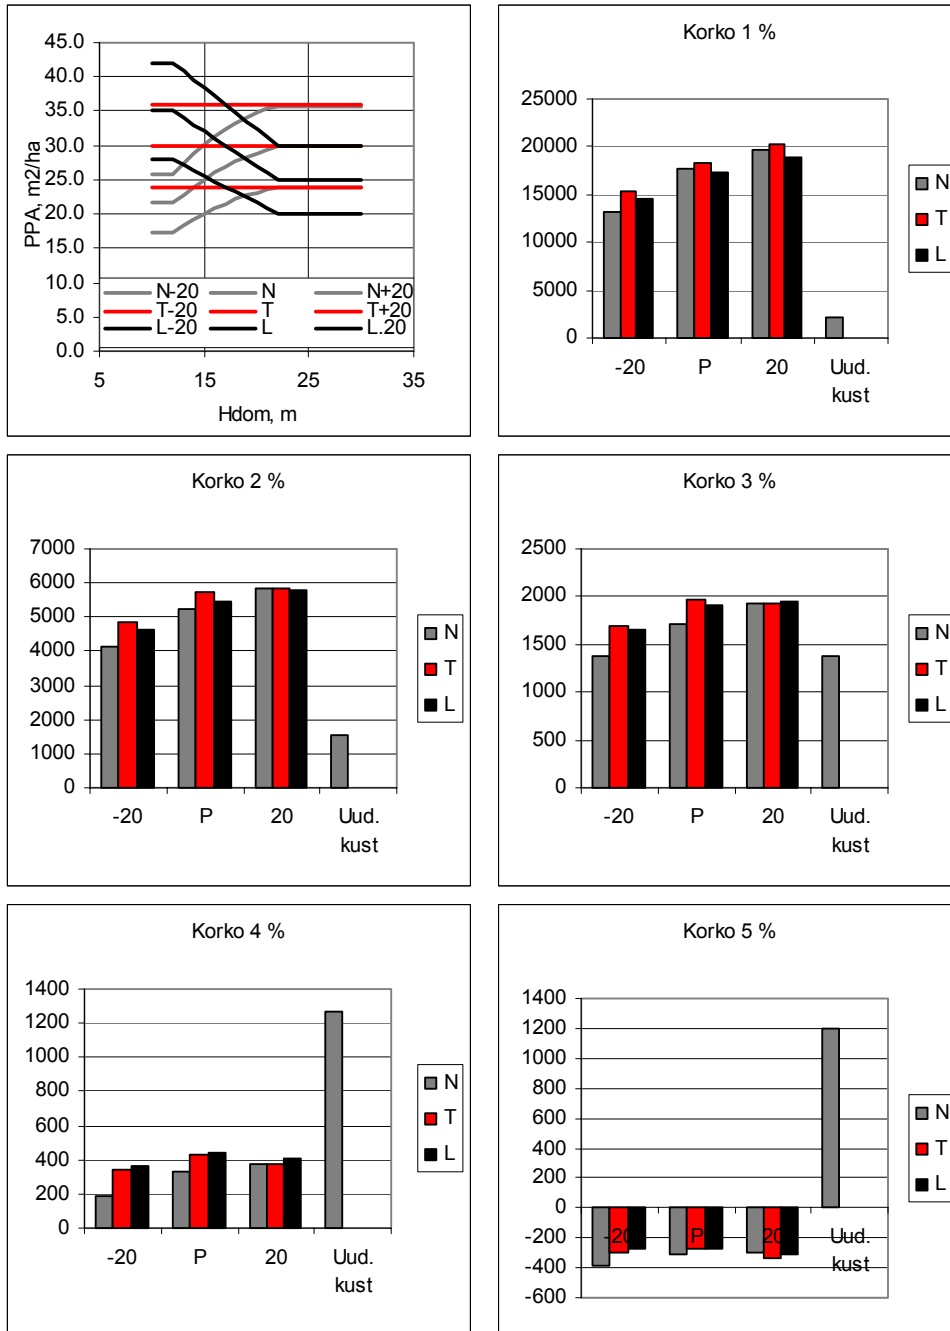 45.0
40.0
35.0
30.0
25.0
20.0
15.0
10.0
5.0
0.0
PPA, m2/ha
N-20 N N+20
T-20 T T+20
L-20 L L.20
5 15 25 35
Hdom, m
Korko 1 %
25000
20000
15000
10000
5000
0
-20 P 20 Uud.
kust
N
T
L
Korko 2 %
7000
6000
5000
4000
3000
2000
1000
0
-20 P 20 Uud.
kust
N
T
L
Korko 3 %
2500
2000
1500
1000
500
0
-20 P 20 Uud.
kust
N
T
L
Korko 4 %
1400
1200
1000
800
600
400
200
0
-20 P 20 Uud.
kust
N
T
L
Korko 5 %
1400
1200
1000
800
600
400
200
0
-200
-400
-600
-20 P 20 Uud.
kust
N
T
L